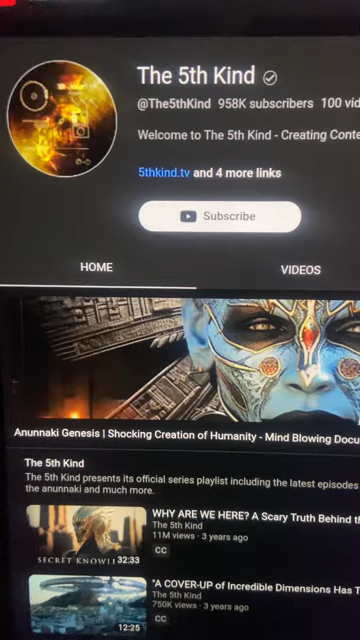 The 5th Kind
@The5thKind 958K subscribers 100 vid
Welcome to The 5th Kind - Creating Conte
5thkind.tv and 4 more links
Subscribe
HOME VIDEOS
Anunnaki Genesis | Shocking Creation of Humanity - Mind Blowing Docu
The 5th Kind
The 5th Kind presents its official series playlist including the latest episodes
the anunnaki and much more.
WHY ARE WE HERE? A Scary Truth Behind th
The 5th Kind
11M views · 3 years ago
CC
SECRET KNOWL 32:33
"A COVER-UP of Incredible Dimensions Has T
The 5th Kind
750K views · 3 years ago
CC
12:25